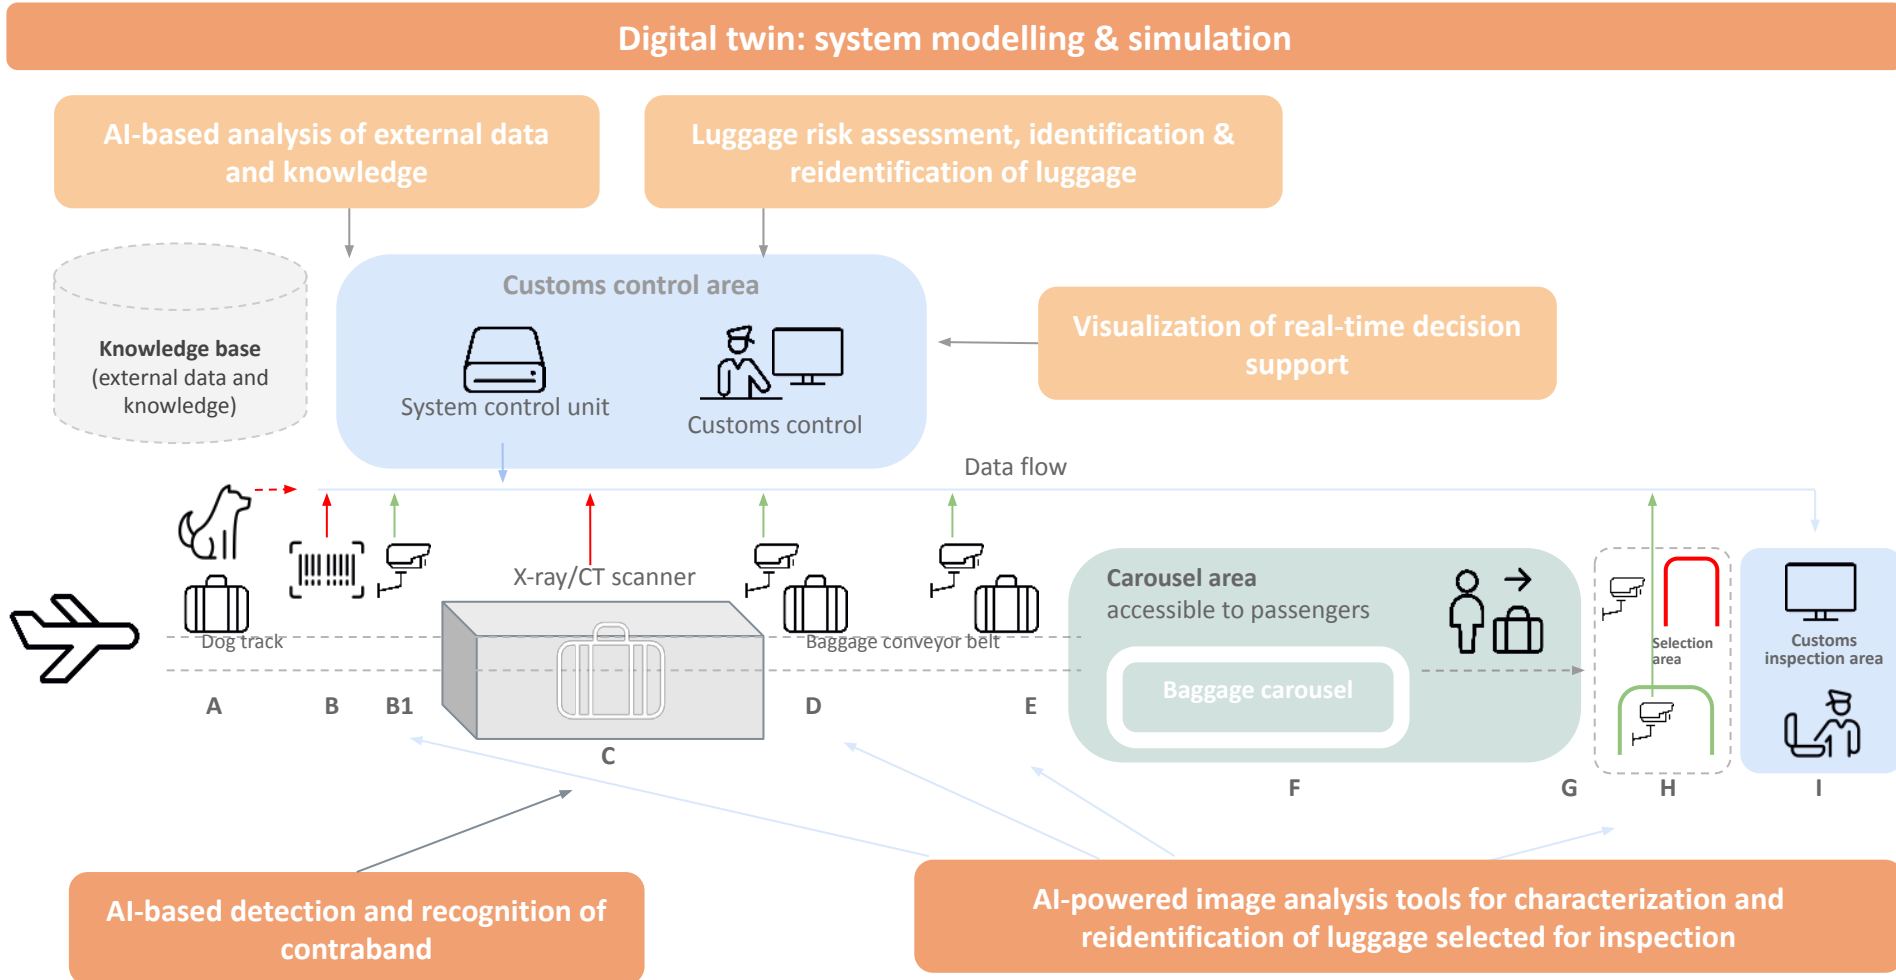 Digital twin: system modelling & simulation
AI-based analysis of external data
and knowledge
Luggage risk assessment, identification &
reidentification of luggage
Customs control area
Knowledge base
(external data and
knowledge)
System control unit
Customs control
Visualization of real-time decision
support
Data flow
X-ray/CT scanner
Dog track
Baggage conveyor belt
Carousel area
accessible to passengers
Baggage carousel
Selection
area
Customs
inspection area
A
B
B1
C
D
E
F
G
H
I
AI-based detection and recognition of
contraband
AI-powered image analysis tools for characterization and
reidentification of luggage selected for inspection